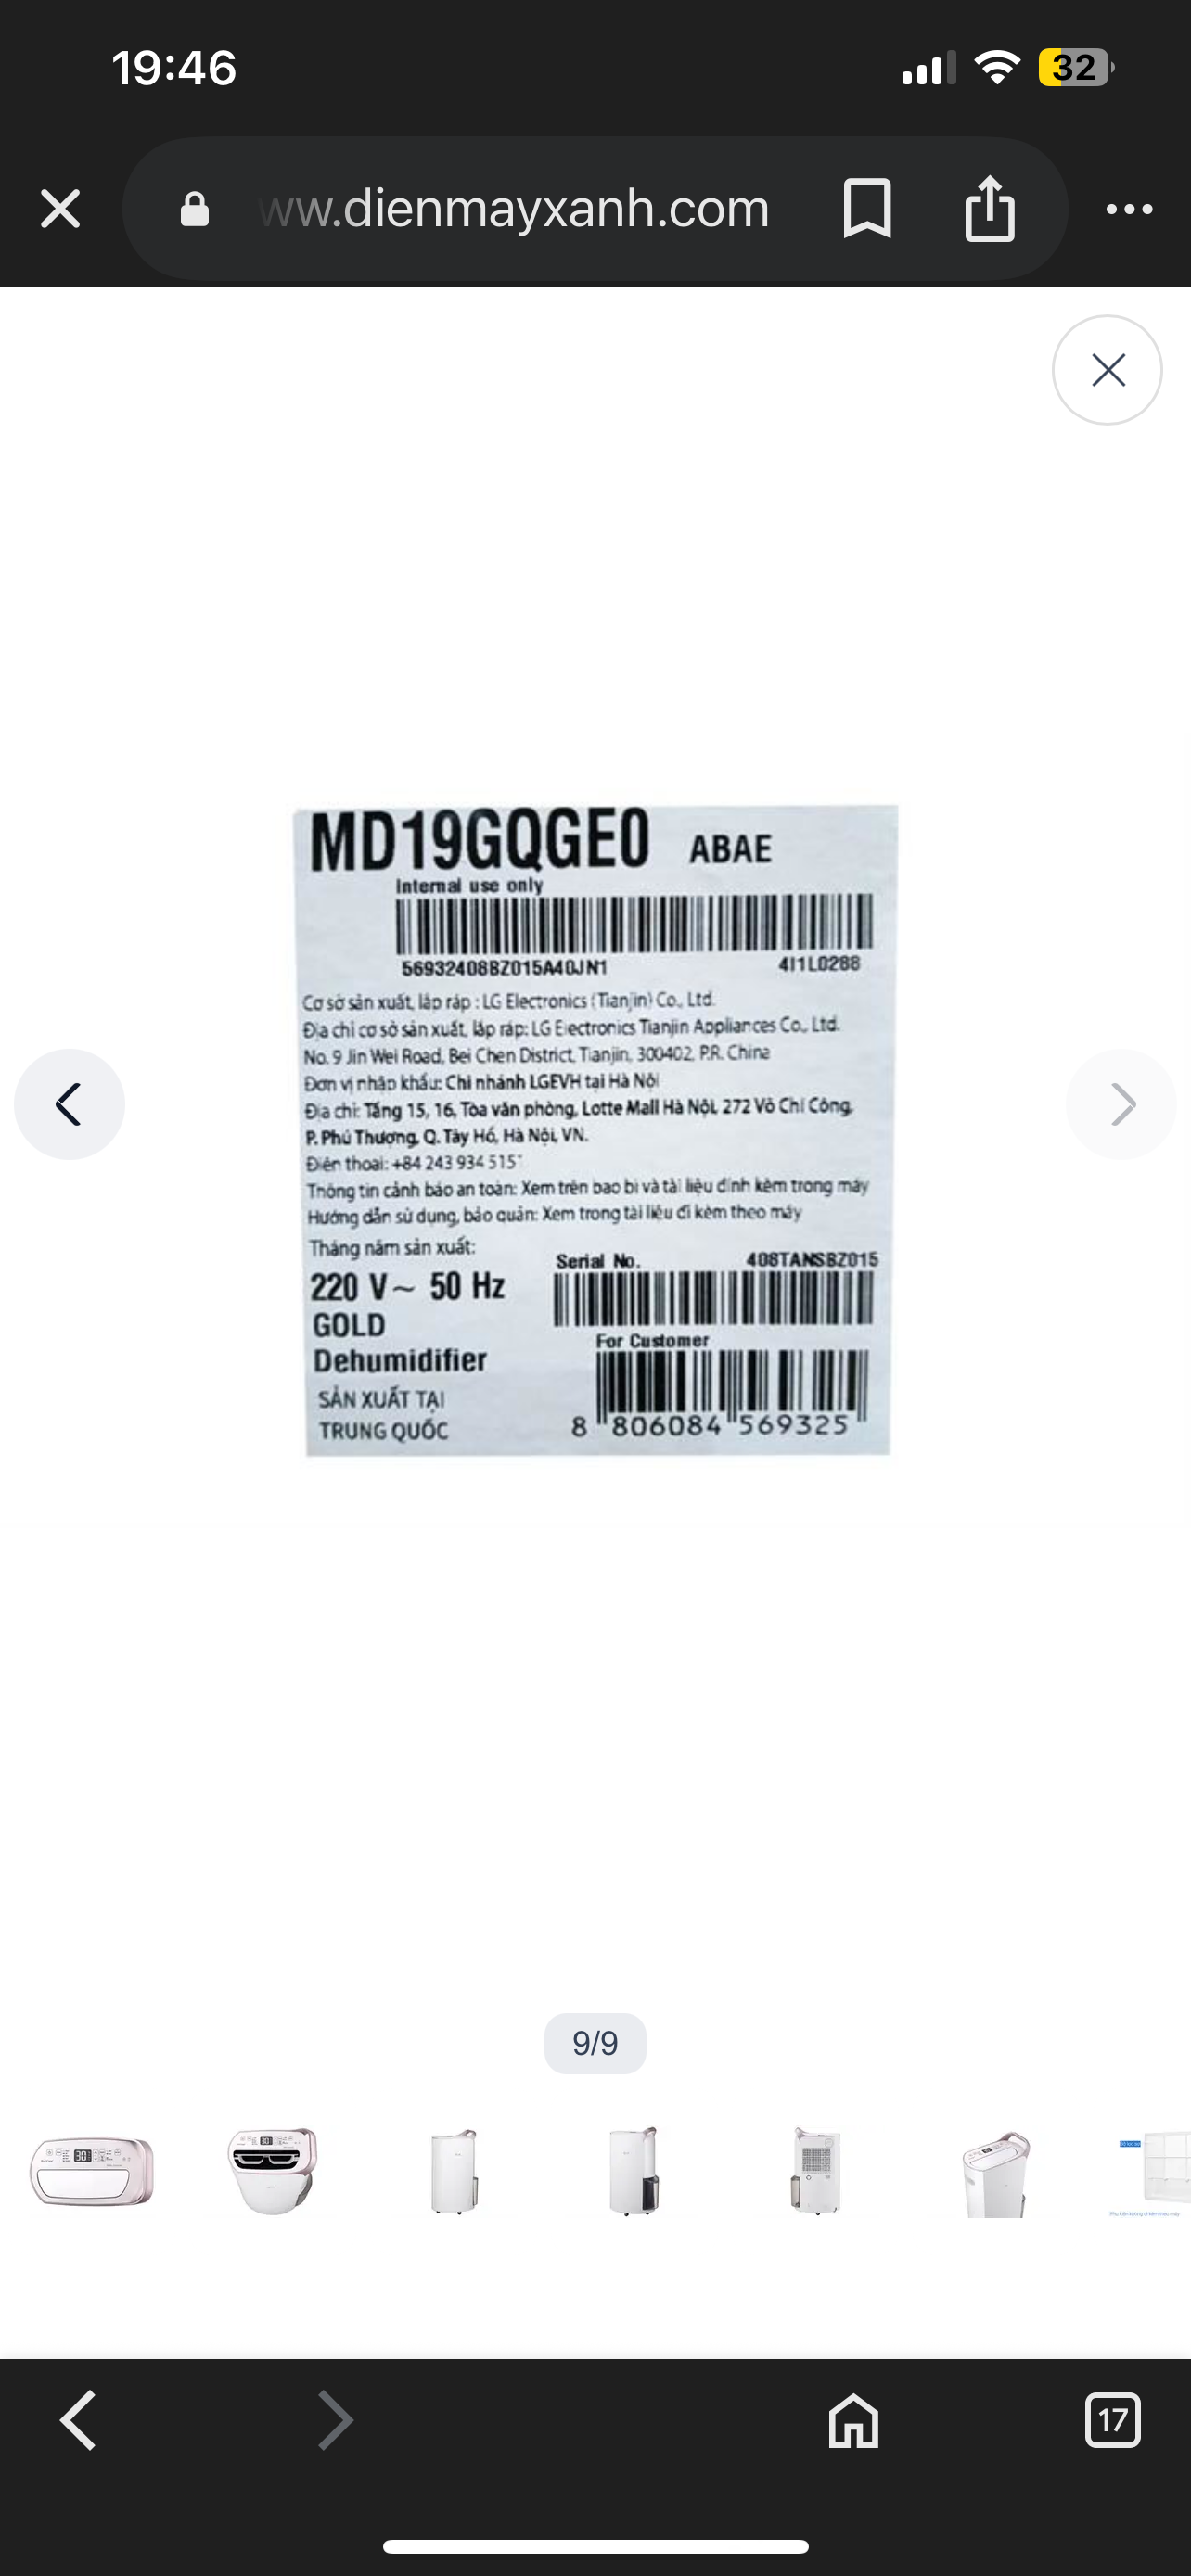 19:46
32
ww.dienmayxanh.com
MD19GQGE0 ABAE
Internal use only
56932408BZ015A40JN1 411L0288
Cơ sở sản xuất, lắp ráp : LG Electronics (Tianjin) Co., Ltd.
Địa chỉ cơ sở sản xuất, lắp ráp: LG Electronics Tianjin Appliances Co., Ltd.
No. 9 Jin Wei Road, Bei Chen District, Tianjin, 300402, P.R. China
Đơn vị nhập khẩu: Chi nhánh LGEVH tại Hà Nội
Địa chỉ: Tầng 15, 16, Tòa văn phòng, Lotte Mall Hà Nội, 272 Võ Chí Công,
P. Phú Thượng, Q. Tây Hồ, Hà Nội, VN.
Điện thoại: +84 243 934 515
Thông tin cảnh báo an toàn: Xem trên bao bì và tài liệu đính kèm trong máy
Hướng dẫn sử dụng, bảo quản: Xem trong tài liệu đi kèm theo máy
Tháng năm sản xuất:
Serial No. 408TANSBZ015
220 V~ 50 Hz
GOLD
For Customer
Dehumidifier
SẢN XUẤT TẠI
TRUNG QUỐC
8 806084 569325
9/9
17